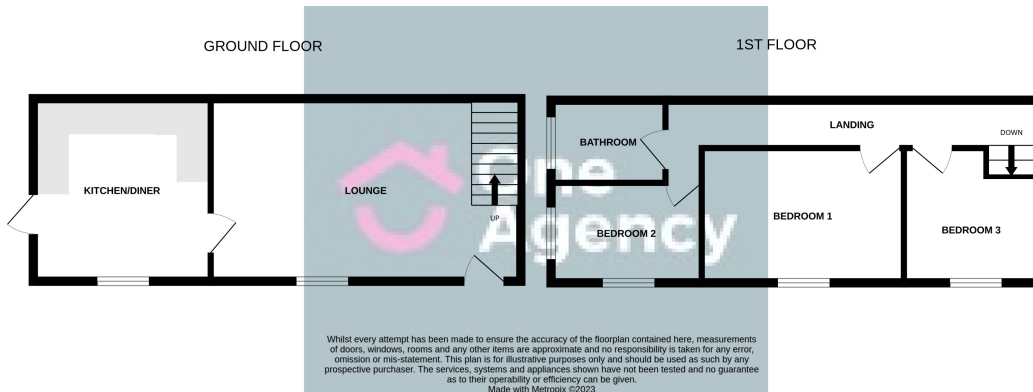 GROUND FLOOR
1ST FLOOR
KITCHEN/DINER
LOUNGE
UP
BATHROOM
LANDING
DOWN
BEDROOM 2
BEDROOM 1
BEDROOM 3
One
Agency
Whilst every attempt has been made to ensure the accuracy of the floorplan contained here, measurements
of doors, windows, rooms and any other items are approximate and no responsibility is taken for any error,
omission or mis-statement. This plan is for illustrative purposes only and should be used as such by any
prospective purchaser. The services, systems and appliances shown have not been tested and no guarantee
as to their operability or efficiency can be given.
Made with Metropix ©2023